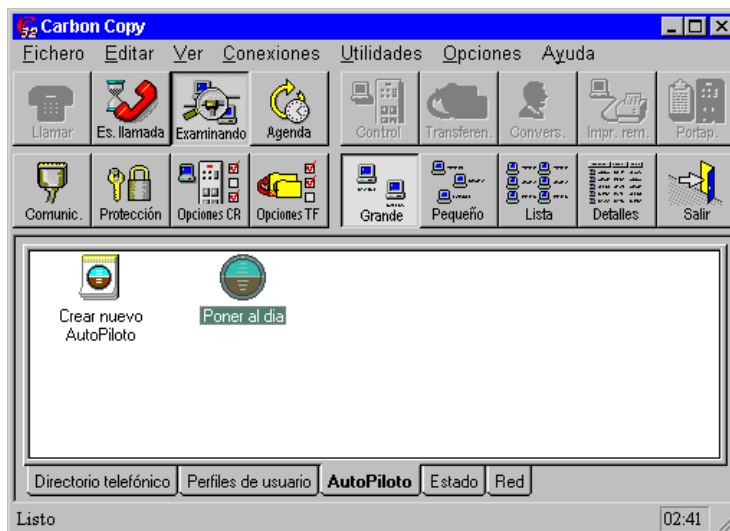 Carbon Copy
Fichero Editar Ver Conexiones Utilidades Opciones Ayuda
Llamar Es. llamada Examinando Agenda Control Transferen. Convers. Impr. rem. Portap.
Comunic. Protección Opciones CR Opciones TF Grande Pequeño Lista Detalles Salir
Crear nuevo AutoPiloto
Poner al dia
Directorio telefónico Perfiles de usuario AutoPiloto Estado Red
Listo 02:41